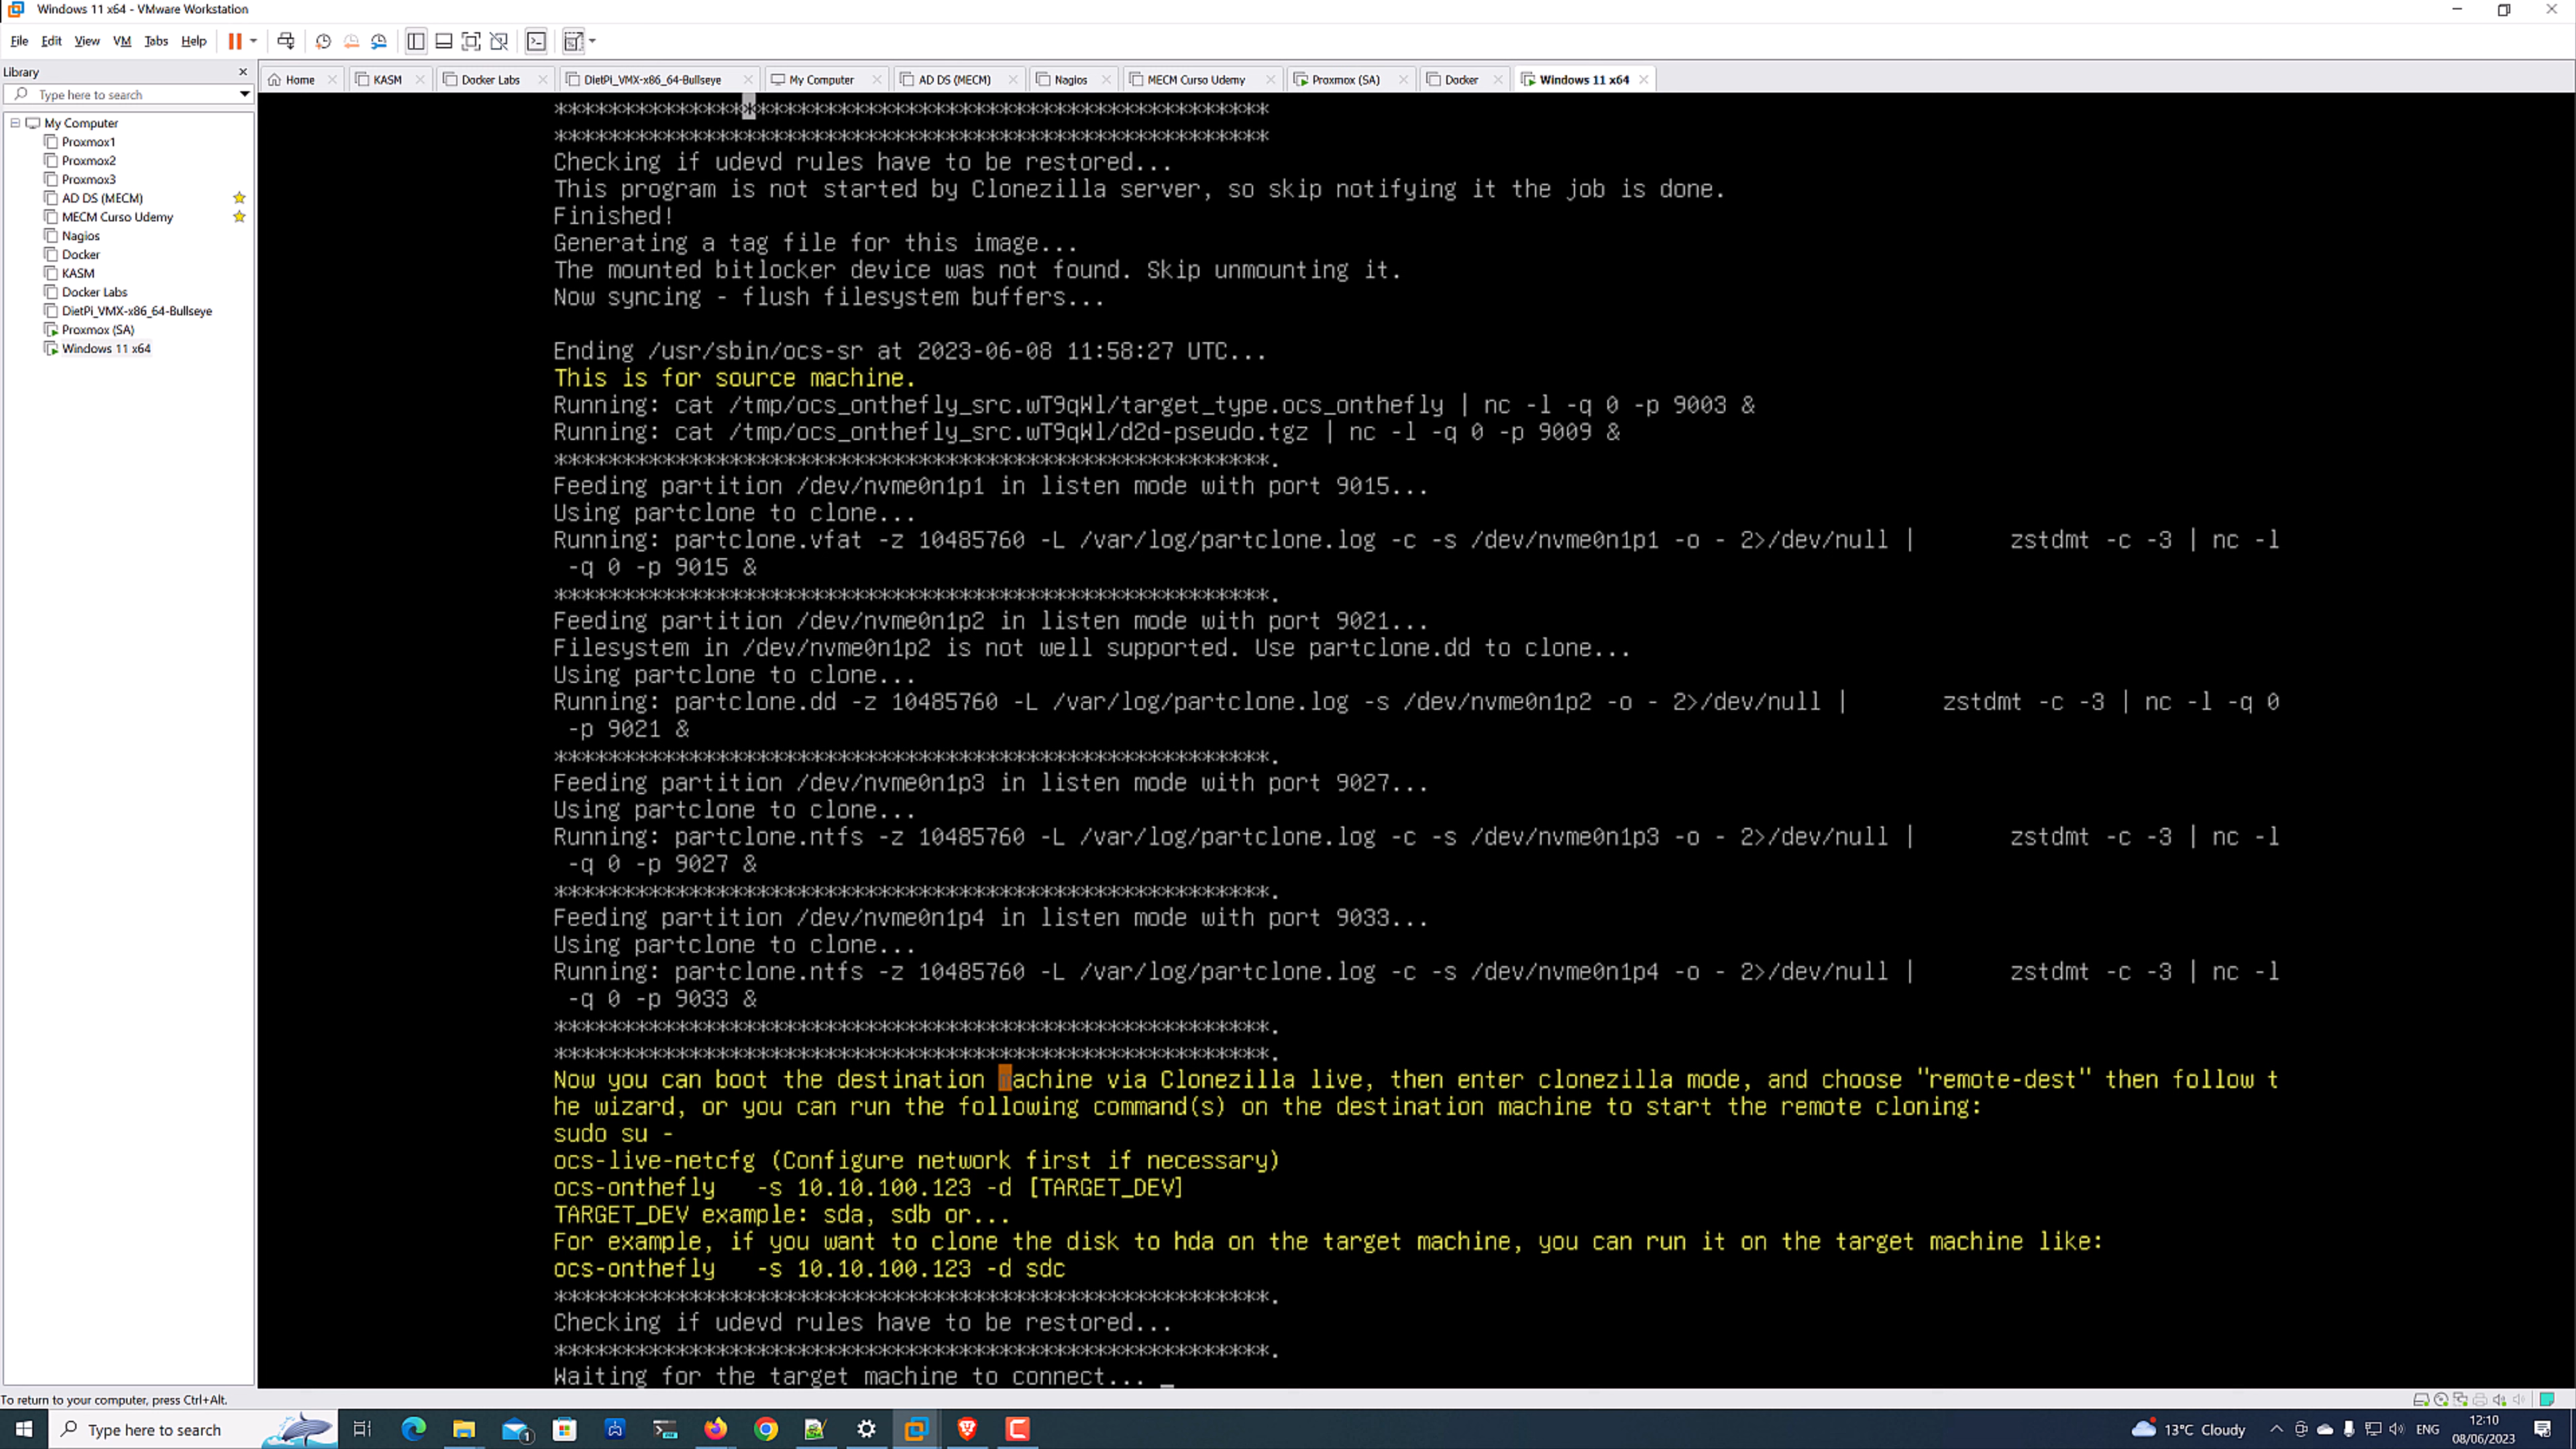 Windows 11 x64 - VMware Workstation
File Edit View VM Tabs Help
Library
Type here to search
My Computer
Proxmox1
Proxmox2
Proxmox3
AD DS (MECM)
MECM Curso Udemy
Nagios
Docker
KASM
Docker Labs
DietPi_VMX-x86_64-Bullseye
Proxmox (SA)
Windows 11 x64
Home KASM Docker Labs DietPi_VMX-x86_64-Bullseye My Computer AD DS (MECM) Nagios MECM Curso Udemy Proxmox (SA) Docker Windows 11 x64
*****************************************************
*****************************************************
Checking if udevd rules have to be restored...
This program is not started by Clonezilla server, so skip notifying it the job is done.
Finished!
Generating a tag file for this image...
The mounted bitlocker device was not found. Skip unmounting it.
Now syncing - flush filesystem buffers...
Ending /usr/sbin/ocs-sr at 2023-06-08 11:58:27 UTC...
This is for source machine.
Running: cat /tmp/ocs_onthefly_src.wT9qWl/target_type.ocs_onthefly | nc -l -q 0 -p 9003 &
Running: cat /tmp/ocs_onthefly_src.wT9qWl/d2d-pseudo.tgz | nc -l -q 0 -p 9009 &
*****************************************************.
Feeding partition /dev/nvme0n1p1 in listen mode with port 9015...
Using partclone to clone...
Running: partclone.vfat -z 10485760 -L /var/log/partclone.log -c -s /dev/nvme0n1p1 -o - 2>/dev/null |       zstdmt -c -3 | nc -l
-q 0 -p 9015 &
*****************************************************.
Feeding partition /dev/nvme0n1p2 in listen mode with port 9021...
Filesystem in /dev/nvme0n1p2 is not well supported. Use partclone.dd to clone...
Using partclone to clone...
Running: partclone.dd -z 10485760 -L /var/log/partclone.log -s /dev/nvme0n1p2 -o - 2>/dev/null |       zstdmt -c -3 | nc -l -q 0
-p 9021 &
*****************************************************.
Feeding partition /dev/nvme0n1p3 in listen mode with port 9027...
Using partclone to clone...
Running: partclone.ntfs -z 10485760 -L /var/log/partclone.log -c -s /dev/nvme0n1p3 -o - 2>/dev/null |       zstdmt -c -3 | nc -l
-q 0 -p 9027 &
*****************************************************.
Feeding partition /dev/nvme0n1p4 in listen mode with port 9033...
Using partclone to clone...
Running: partclone.ntfs -z 10485760 -L /var/log/partclone.log -c -s /dev/nvme0n1p4 -o - 2>/dev/null |       zstdmt -c -3 | nc -l
-q 0 -p 9033 &
*****************************************************.
*****************************************************.
Now you can boot the destination machine via Clonezilla live, then enter clonezilla mode, and choose "remote-dest" then follow t
he wizard, or you can run the following command(s) on the destination machine to start the remote cloning:
sudo su -
ocs-live-netcfg (Configure network first if necessary)
ocs-onthefly   -s 10.10.100.123 -d [TARGET_DEV]
TARGET_DEV example: sda, sdb or...
For example, if you want to clone the disk to hda on the target machine, you can run it on the target machine like:
ocs-onthefly   -s 10.10.100.123 -d sdc
*****************************************************.
Checking if udevd rules have to be restored...
*****************************************************.
Waiting for the target machine to connect... _
To return to your computer, press Ctrl+Alt.
Type here to search
1
13°C Cloudy
ENG
12:10
08/06/2023